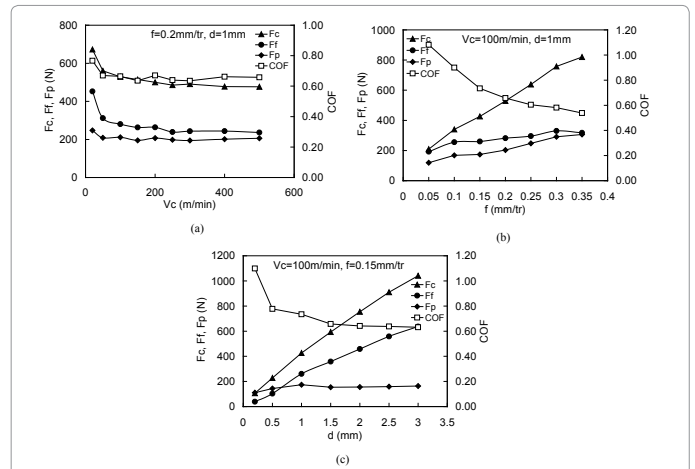 f=0.2mm/tr, d=1mm
Fc
Ff
Fp
COF
Fc, Ff, Fp (N)
800
600
400
200
0
1.00
0.80
0.60
0.40
0.20
0.00
COF
0 200 400 600
Vc (m/min)
(a)
Vc=100m/min, d=1mm
Fc
Ff
Fp
COF
Fc, Ff, Fp (N)
1000
800
600
400
200
0
1.20
1.00
0.80
0.60
0.40
0.20
0.00
COF
0 0.05 0.1 0.15 0.2 0.25 0.3 0.35 0.4
f (mm/tr)
(b)
Vc=100m/min, f=0.15mm/tr
Fc
Ff
Fp
COF
Fc, Ff, Fp (N)
1200
1000
800
600
400
200
0
1.20
1.00
0.80
0.60
0.40
0.20
0.00
COF
0 0.5 1 1.5 2 2.5 3 3.5
d (mm)
(c)